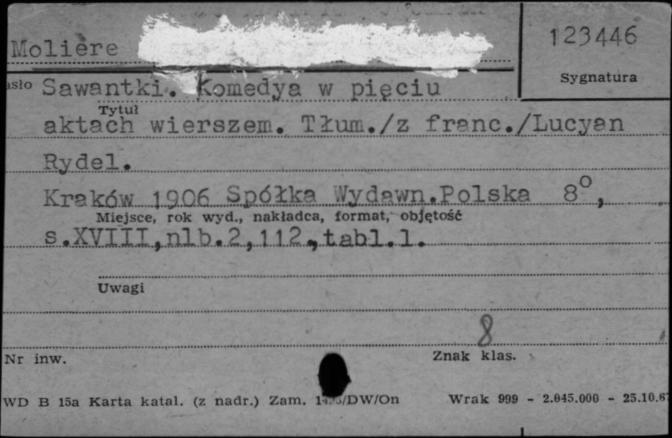 Molière
123446
Sygnatura
asło Sawantki. Komedya w pięciu
Tytuł
aktach wierszem. Tłum./z franc./Lucyan
Rydel.
Kraków 1906 Spółka Wydawn.Polska 8°,
Miejsce, rok wyd., nakładca, format, objętość
s.XVIII,nlb.2,112,tabl.1.
Uwagi
8
Nr inw.
Znak klas.
WD B 15a Karta katal. (z nadr.) Zam. /DW/On Wrak 999 - 2.045.000 - 25.10.6